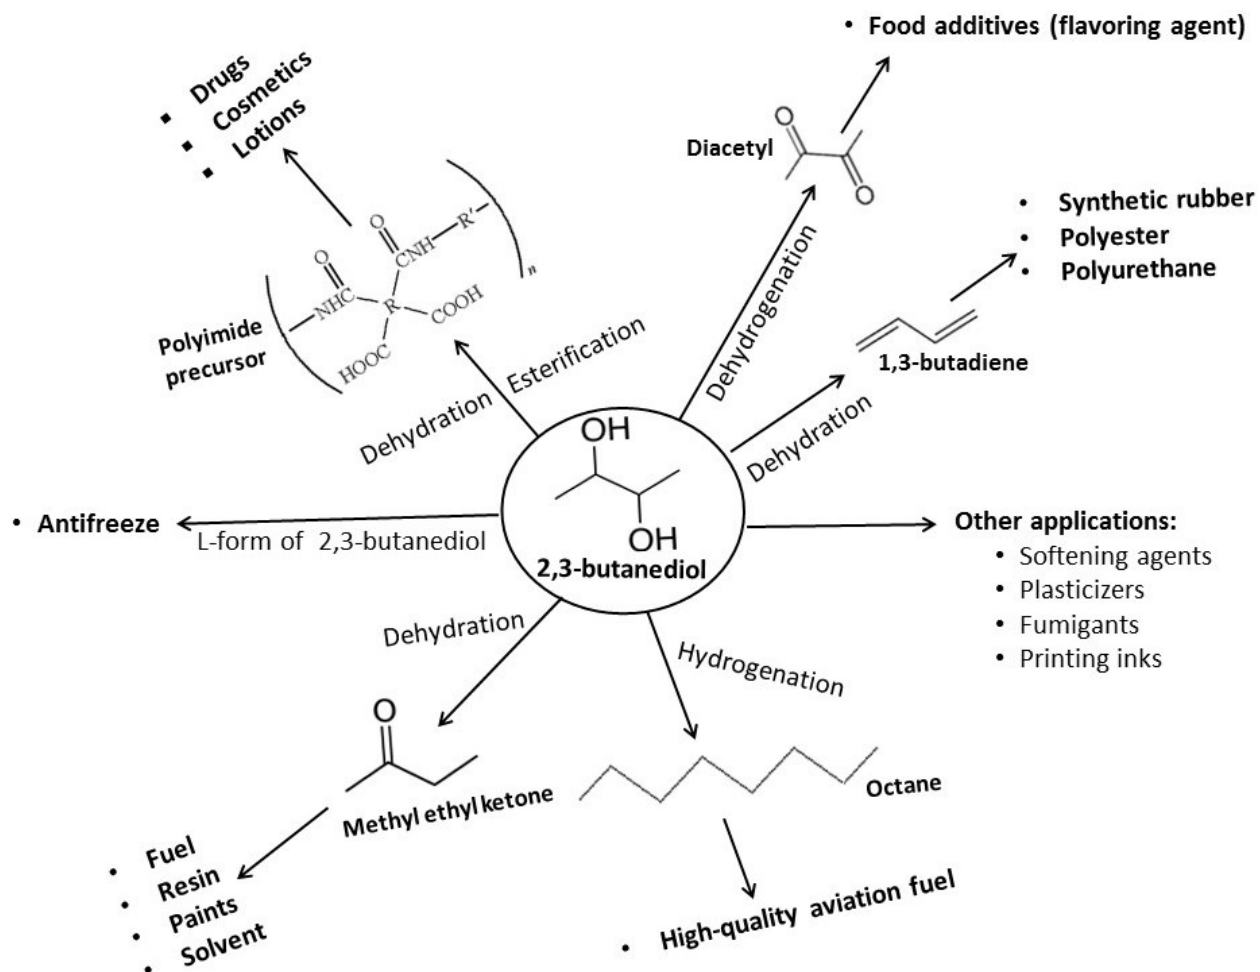 • Food additives (flavoring agent)
▪ Drugs
▪ Cosmetics
▪ Lotions
Diacetyl
O
O
• Synthetic rubber
• Polyester
• Polyurethane
1,3-butadiene
O
CNH
R'
n
O
NHC
R
COOH
HOOC
Polyimide
precursor
Dehydration Esterification
Dehydrogenation
Dehydration
OH
OH
2,3-butanediol
• Antifreeze
L-form of 2,3-butanediol
Other applications:
• Softening agents
• Plasticizers
• Fumigants
• Printing inks
Dehydration
Hydrogenation
O
Methyl ethyl ketone
Octane
• Fuel
• Resin
• Paints
• Solvent
• High-quality aviation fuel